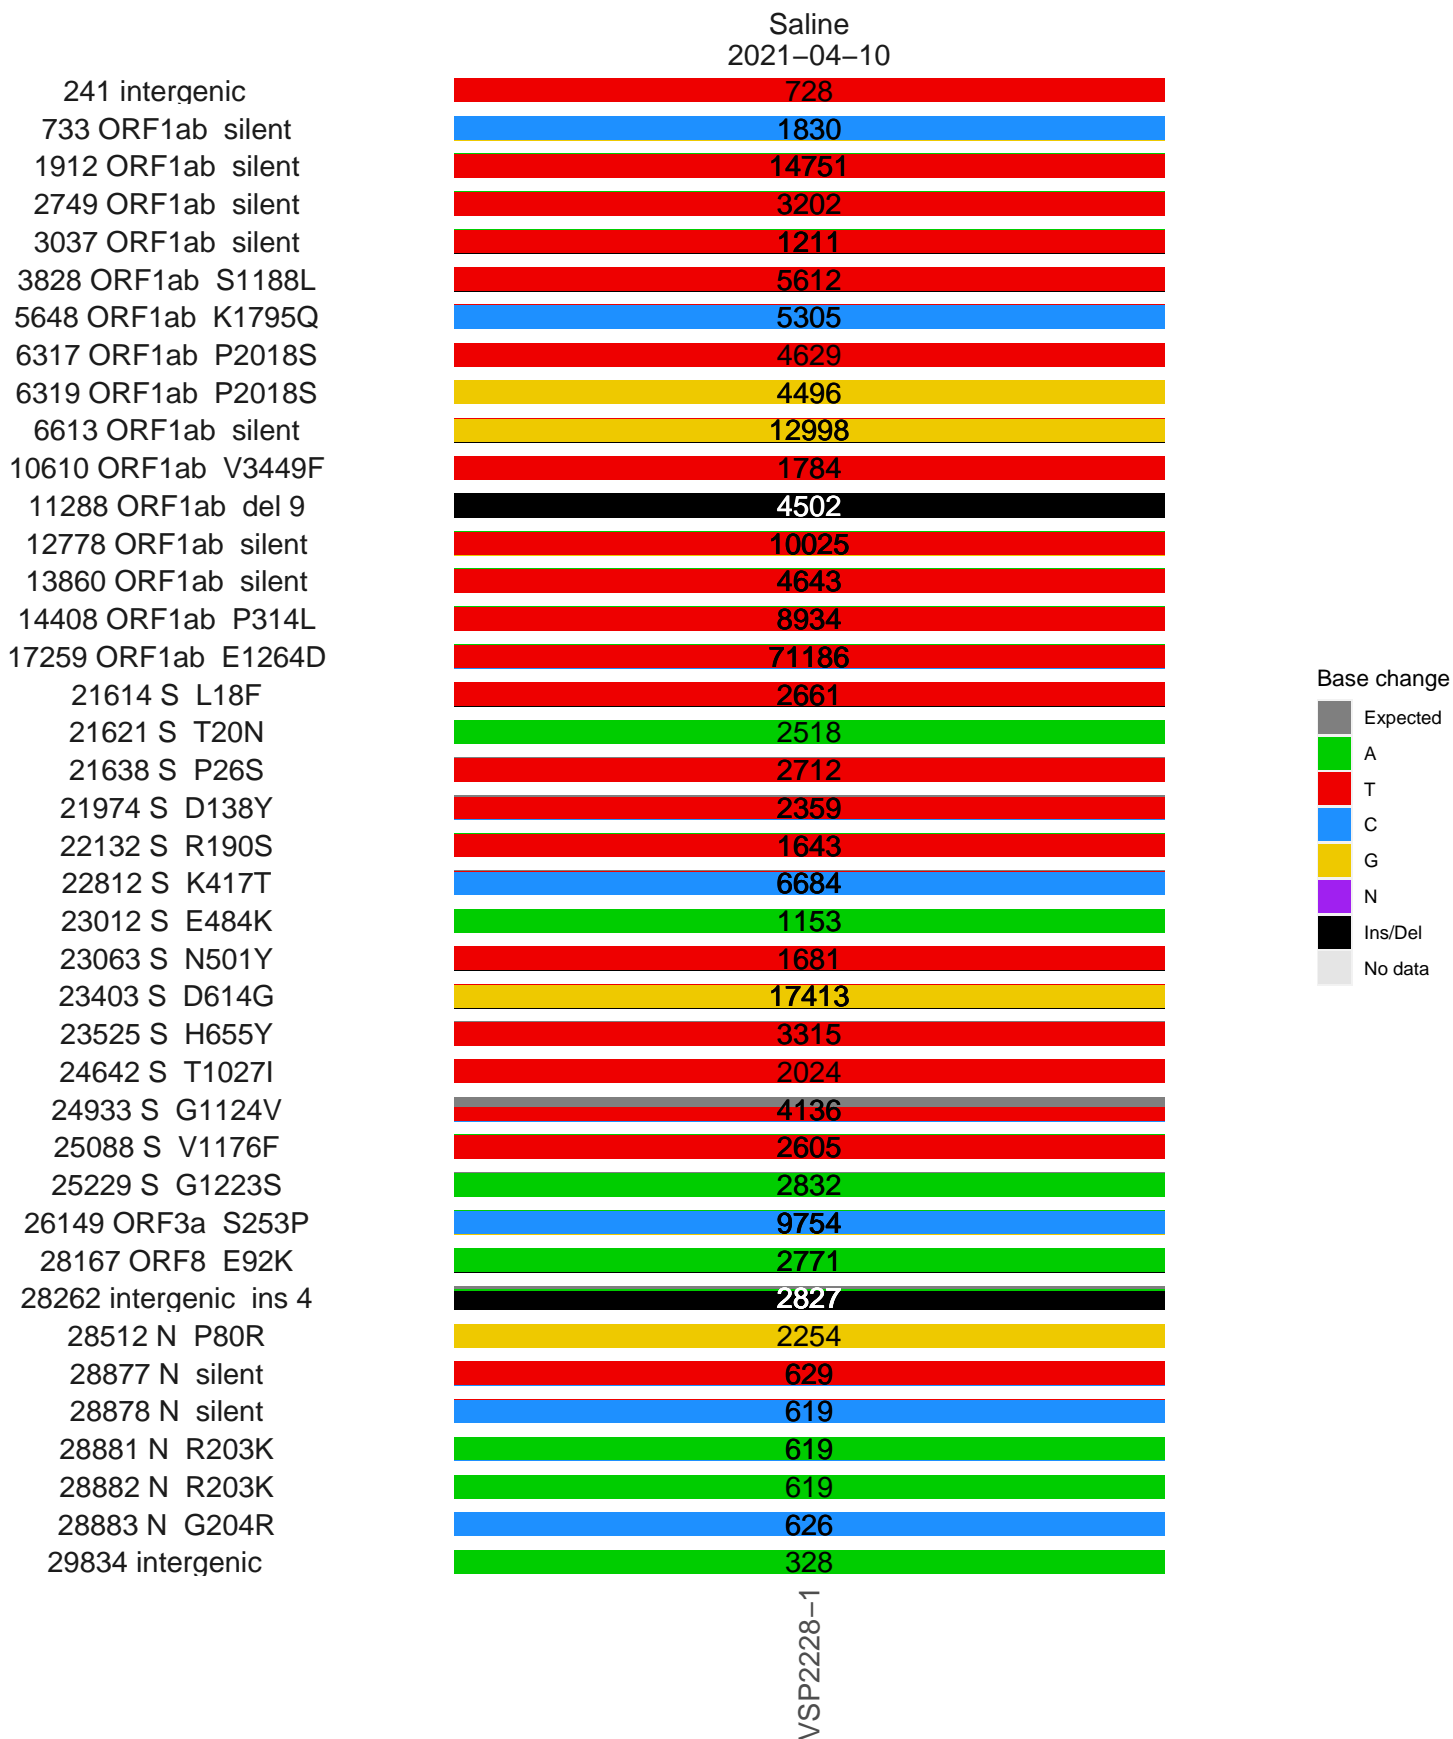 Saline
2021−04−10
241 intergenic 728
733 ORF1ab silent 1830
1912 ORF1ab silent 14751
2749 ORF1ab silent 3202
3037 ORF1ab silent 1211
3828 ORF1ab S1188L 5612
5648 ORF1ab K1795Q 5305
6317 ORF1ab P2018S 4629
6319 ORF1ab P2018S 4496
6613 ORF1ab silent 12998
10610 ORF1ab V3449F 1784
11288 ORF1ab del 9 4502
12778 ORF1ab silent 10025
13860 ORF1ab silent 4643
14408 ORF1ab P314L 8934
17259 ORF1ab E1264D 71186
21614 S L18F 2661
21621 S T20N 2518
21638 S P26S 2712
21974 S D138Y 2359
22132 S R190S 1643
22812 S K417T 6684
23012 S E484K 1153
23063 S N501Y 1681
23403 S D614G 17413
23525 S H655Y 3315
24642 S T1027I 2024
24933 S G1124V 4136
25088 S V1176F 2605
25229 S G1223S 2832
26149 ORF3a S253P 9754
28167 ORF8 E92K 2771
28262 intergenic ins 4 2827
28512 N P80R 2254
28877 N silent 629
28878 N silent 619
28881 N R203K 619
28882 N R203K 619
28883 N G204R 626
29834 intergenic 328
VSP2228−1
Base change
Expected
A
T
C
G
N
Ins/Del
No data